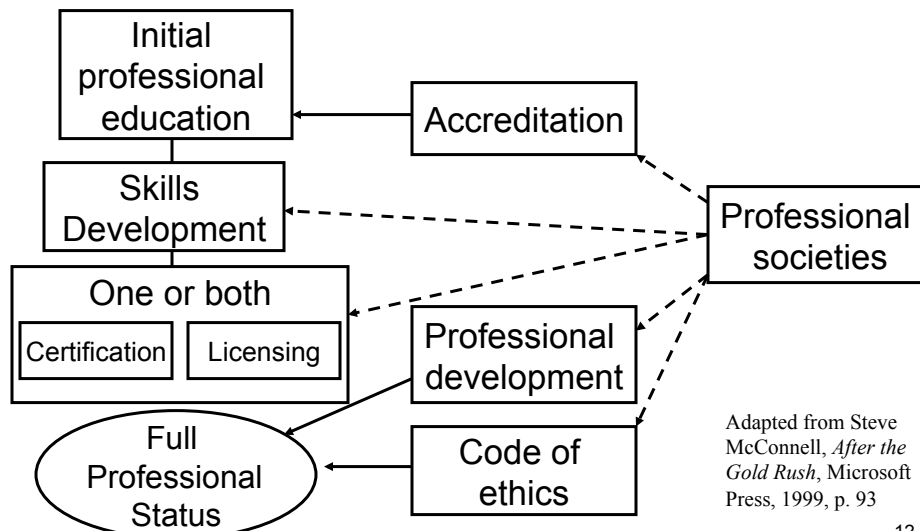 Initial
professional
education
Accreditation
Skills
Development
Professional
societies
One or both
Certification
Licensing
Professional
development
Full
Professional
Status
Code of
ethics
Adapted from Steve
McConnell, After the
Gold Rush, Microsoft
Press, 1999, p. 93